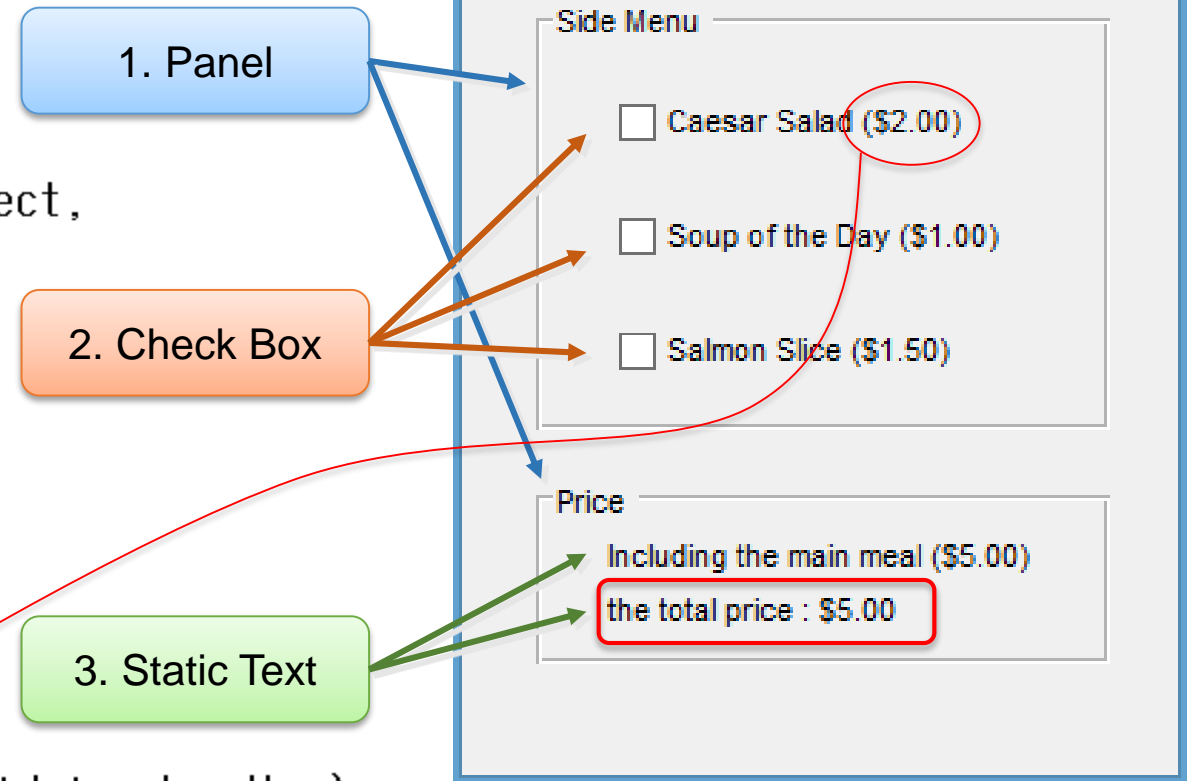 1. Panel
ect,
2. Check Box
3. Static Text
Side Menu
Caesar Salad ($2.00)
Soup of the Day ($1.00)
Salmon Slice ($1.50)
Price
Including the main meal ($5.00)
the total price : $5.00